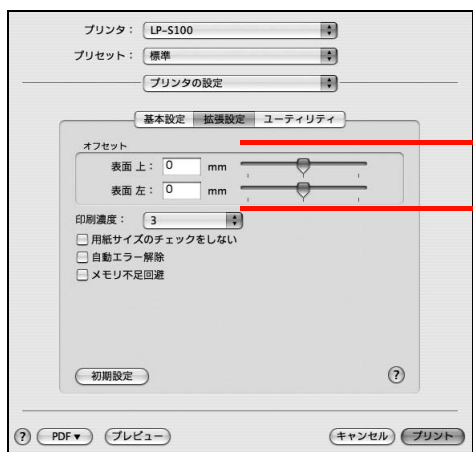 プリンタ： LP-S100
プリセット： 標準
プリンタの設定
基本設定 拡張設定 ユーティリティ
オフセット
表面 上： 0 mm
表面 左： 0 mm
印刷濃度： 3
用紙サイズのチェックをしない
自動エラー解除
メモリ不足回避
初期設定 ?
? PDF▼ プレビュー キャンセル プリント